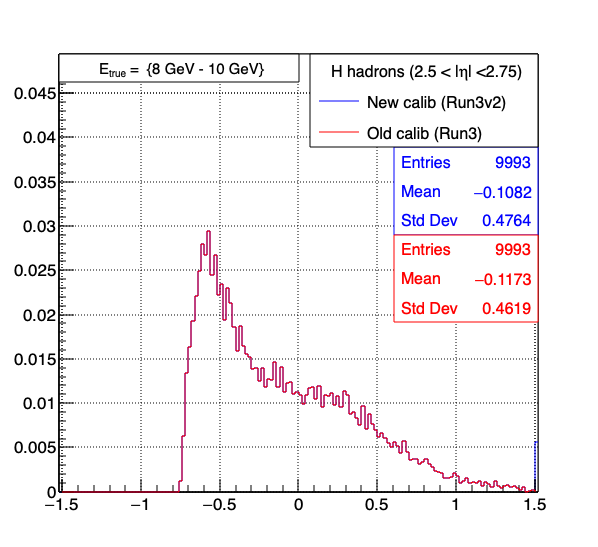 E_true = {8 GeV - 10 GeV}
H hadrons (2.5 < |η| <2.75)
New calib (Run3v2)
Old calib (Run3)
Entries 9993
Mean −0.1082
Std Dev 0.4764
Entries 9993
Mean −0.1173
Std Dev 0.4619
0.045
0.04
0.035
0.03
0.025
0.02
0.015
0.01
0.005
0
−1.5 −1 −0.5 0 0.5 1 1.5